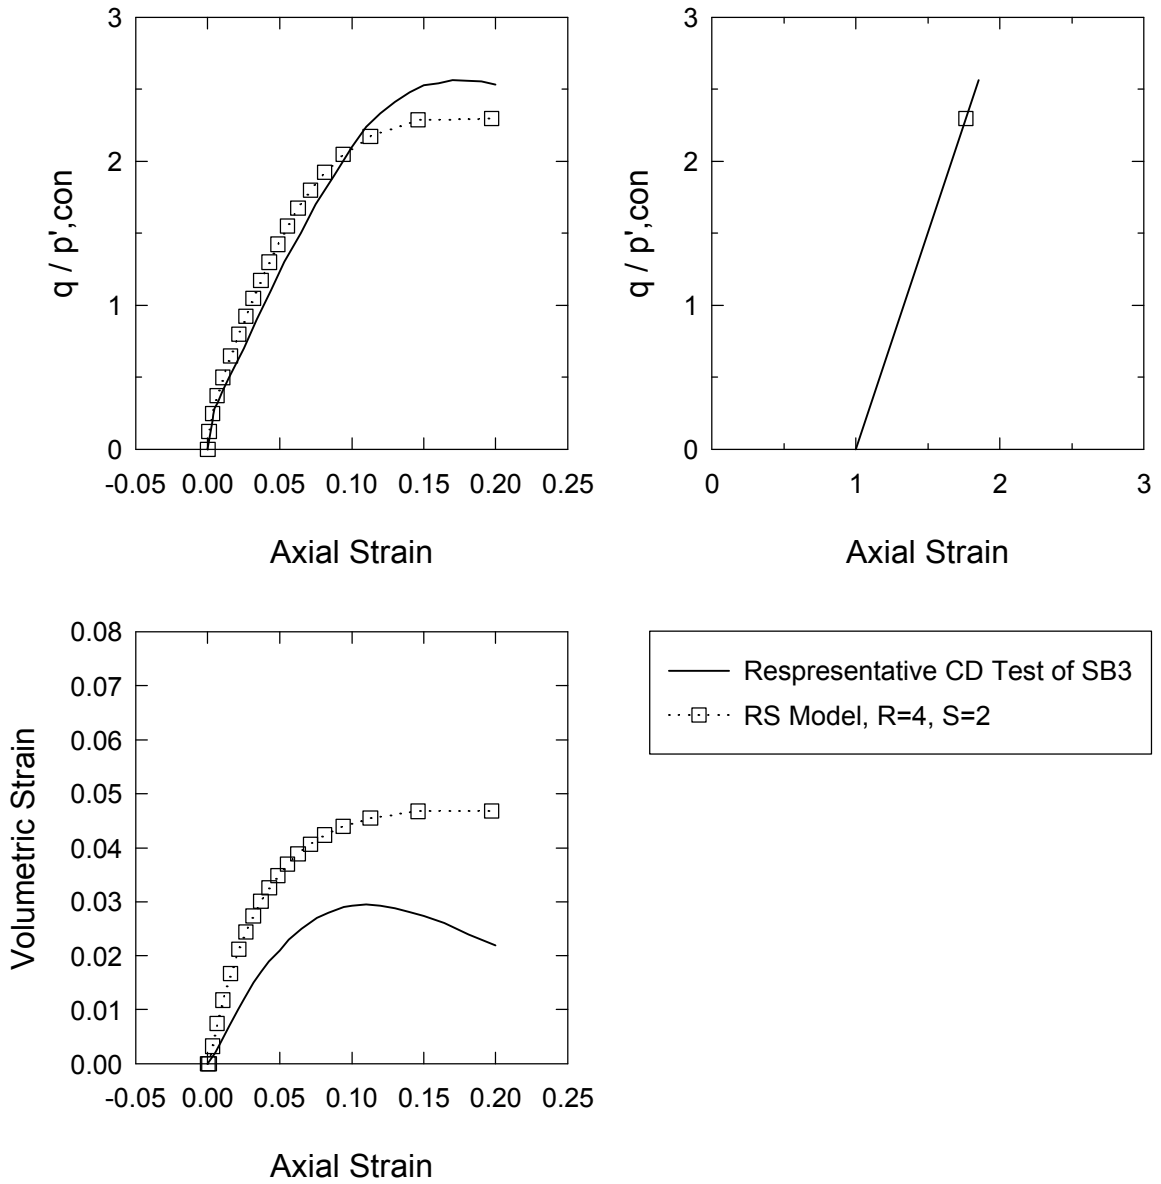 3
2
1
0
q / p',con
-0.05 0.00 0.05 0.10 0.15 0.20 0.25
Axial Strain
3
2
1
0
q / p',con
0 1 2 3
Axial Strain
0.08
0.07
0.06
0.05
0.04
0.03
0.02
0.01
0.00
Volumetric Strain
-0.05 0.00 0.05 0.10 0.15 0.20 0.25
Axial Strain
Respresentative CD Test of SB3
RS Model, R=4, S=2